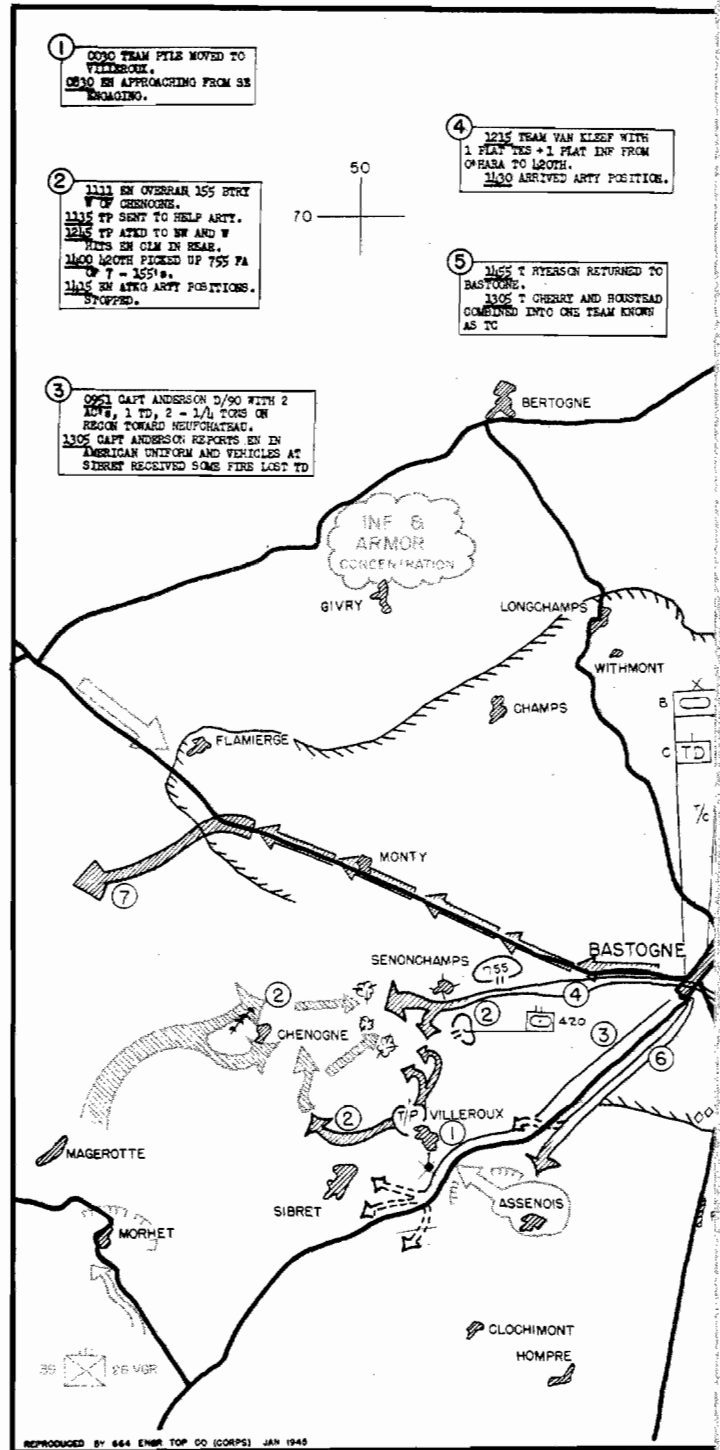 1
0030 TEAM PYLE MOVED TO
VILLEROUX.
0830 EN APPROACHING FROM SE
ENGAGING.
2
1111 EN OVERRAN 155 BTRY
W OF CHENOGNE.
1135 TP SENT TO HELP ARTY.
1245 TP ATKD TO NW AND W
HITS EN CLM IN REAR.
1400 420TH PICKED UP 755 FA
OF 7 - 155's.
1415 EN ATKG ARTY POSITIONS.
STOPPED.
3
0951 CAPT ANDERSON D/90 WITH 2
AC's, 1 TD, 2 - 1/4 TONS ON
RECON TOWARD NEUFCHATEAU.
1305 CAPT ANDERSON REPORTS EN IN
AMERICAN UNIFORM AND VEHICLES AT
SIBRET RECEIVED SOME FIRE LOST TD
50
70
4
1215 TEAM VAN KLEEF WITH
1 PLAT TDS + 1 PLAT INF FROM
O'HARA TO 420TH.
1430 ARRIVED ARTY POSITION.
5
1455 T RYERSON RETURNED TO
BASTOGNE.
1305 T CHERRY AND HOUSTEAD
COMBINED INTO ONE TEAM KNOWN
AS TC
BERTOGNE
INF &
ARMOR
CONCENTRATION
GIVRY
LONGCHAMPS
WITHMONT
B
CHAMPS
C TD
FLAMIERGE
T/C
MONTY
7
BASTOGNE
SENONCHAMPS
755
2
4
CHENOGNE
2
420
3
6
2
T/P
VILLEROUX
1
MAGEROTTE
SIBRET
ASSENOIS
MORHET
CLOCHIMONT
HOMPRE
39
26 VGR
REPRODUCED BY 664 ENGR TOP CO (CORPS) JAN 1945